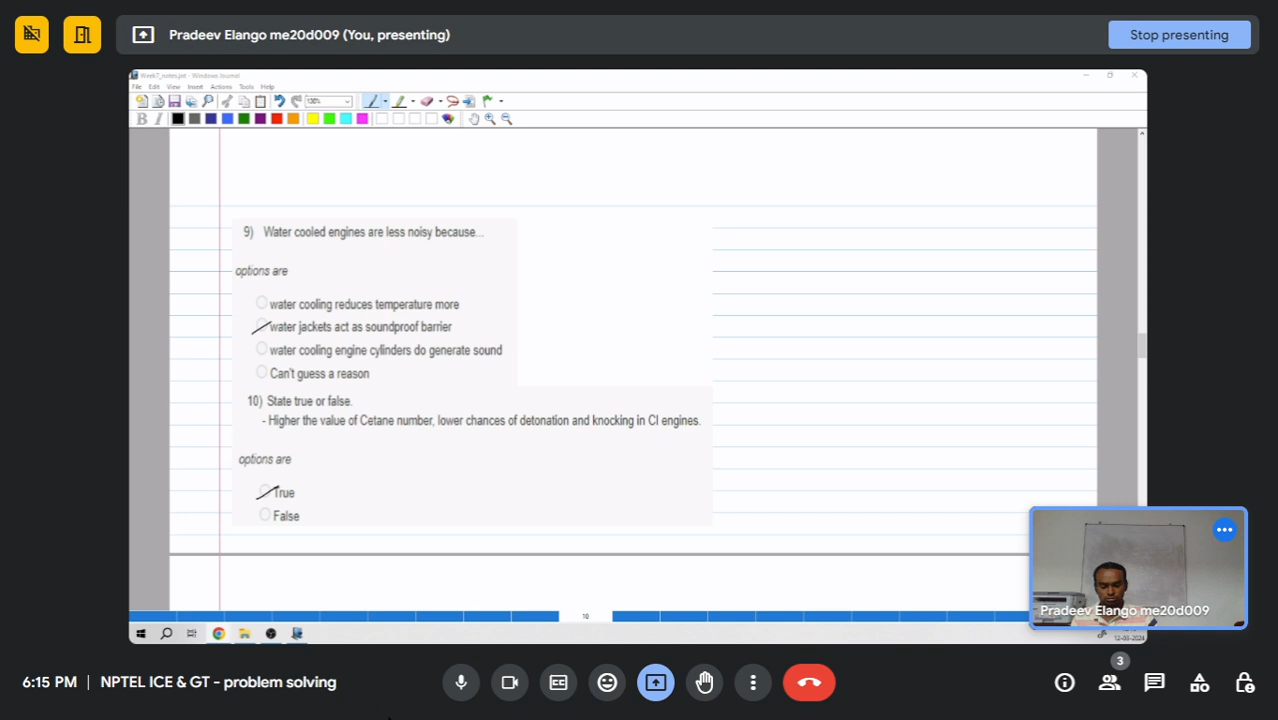 Pradeev Elango me20d009 (You, presenting)
Stop presenting
Week7_notes.jnt - Windows Journal
File Edit View Insert Actions Tools Help
130%
B I
9) Water cooled engines are less noisy because...
options are
water cooling reduces temperature more
water jackets act as soundproof barrier
water cooling engine cylinders do generate sound
Can't guess a reason
10) State true or false.
- Higher the value of Cetane number, lower chances of detonation and knocking in CI engines.
options are
True
False
Pradeev Elango me20d009
6:15 PM | NPTEL ICE & GT - problem solving
3